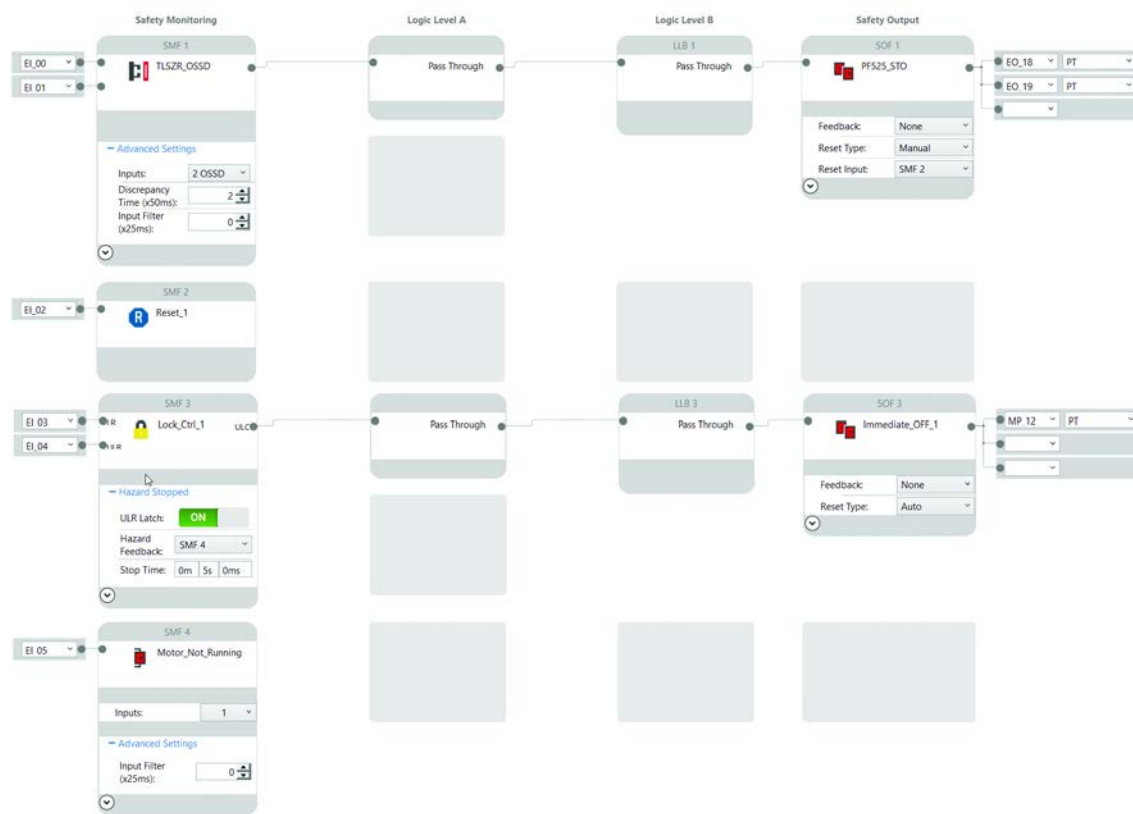 Safety Monitoring
Logic Level A
Logic Level B
Safety Output
SMF 1
EI_00
TLSZR_OSSD
EI 01
Advanced Settings
Inputs: 2 OSSD
Discrepancy
Time (x50ms): 2
Input Filter
(x25ms): 0
Pass Through
LLB 1
Pass Through
SOF 1
PF525_STO
EO_18 PT
EO_19 PT
Feedback: None
Reset Type: Manual
Reset Input: SMF 2
SMF 2
EI_02
R
Reset_1
SMF 3
EI 03
Lock_Ctrl_1
ULC
EI_04
Hazard Stopped
ULR Latch: ON
Hazard
Feedback: SMF 4
Stop Time: 0m 5s 0ms
Pass Through
LLB 3
Pass Through
SOF 3
Immediate_OFF_1
MP 12 PT
Feedback: None
Reset Type: Auto
SMF 4
EI 05
Motor_Not_Running
Inputs: 1
Advanced Settings
Input Filter
(x25ms): 0